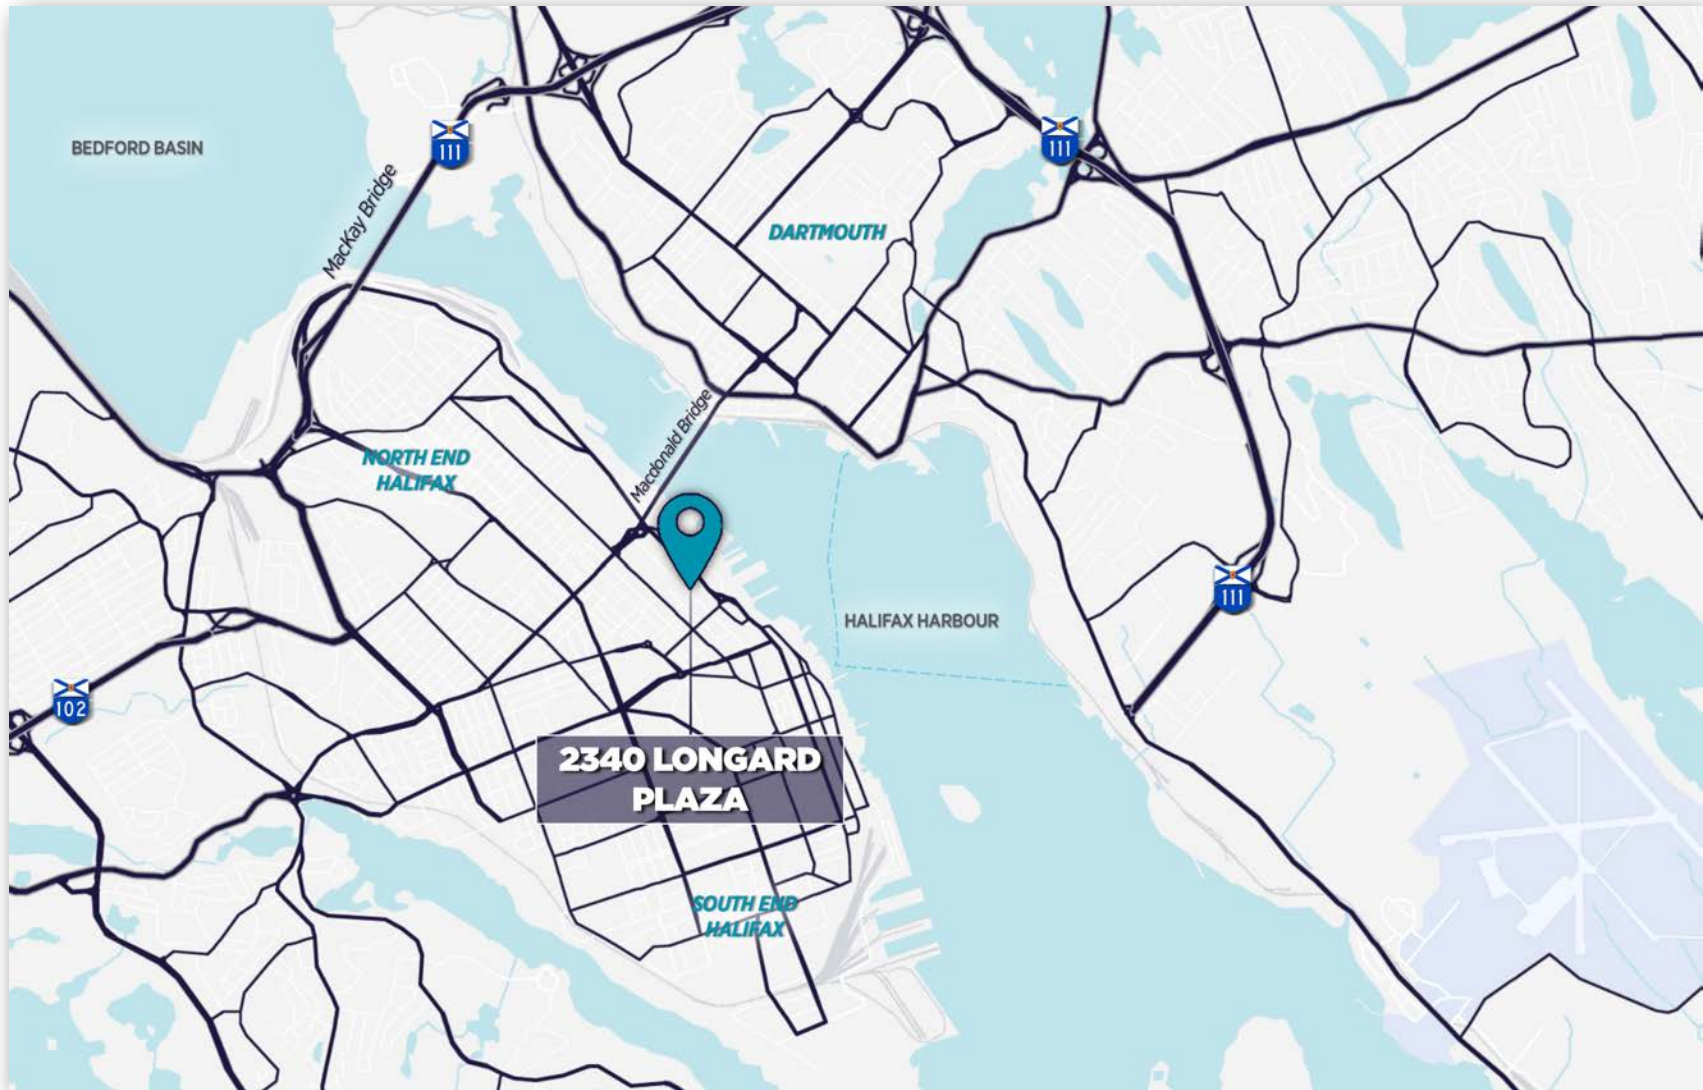 BEDFORD BASIN
111
111
MacKay Bridge
DARTMOUTH
Macdonald Bridge
NORTH END
HALIFAX
111
HALIFAX HARBOUR
102
2340 LONGARD
PLAZA
SOUTH END
HALIFAX